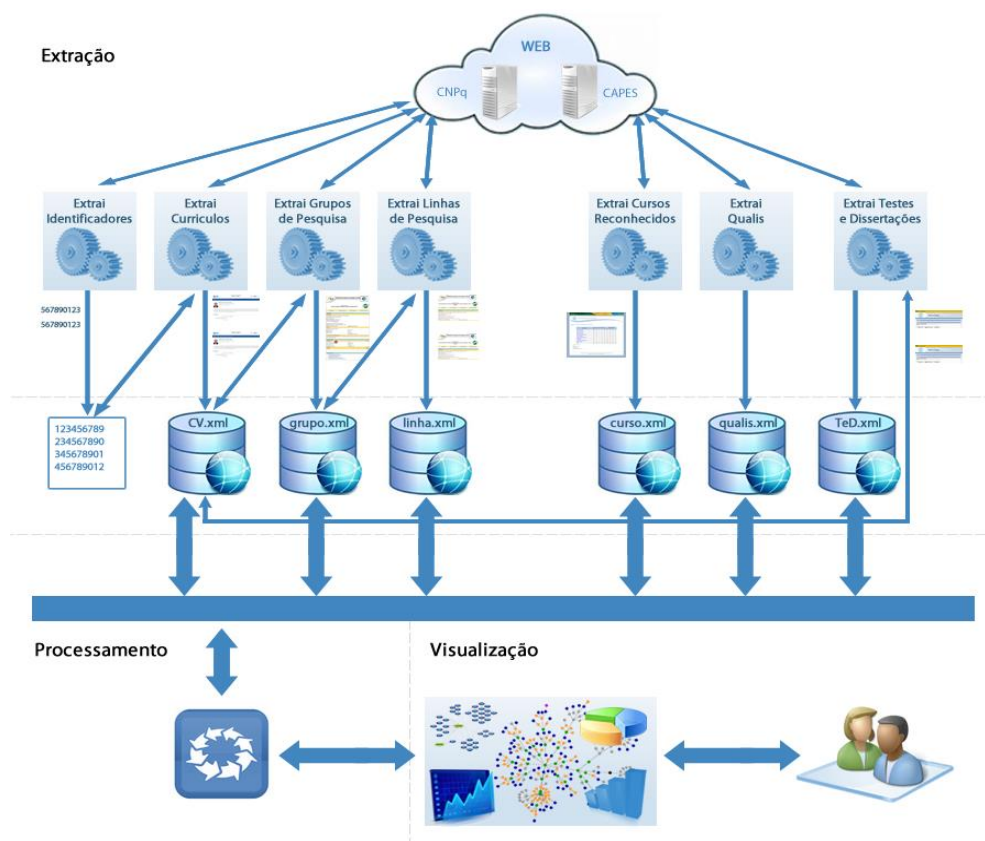 Extração
WEB
CNPq
CAPES
Extrai
Identificadores
Extrai
Curriculos
Extrai Grupos
de Pesquisa
Extrai Linhas
de Pesquisa
Extrai Cursos
Reconhecidos
Extrai
Qualis
Extrai Testes
e Dissertações
567890123
567890123
123456789
234567890
345678901
456789012
CV.xml
grupo.xml
linha.xml
curso.xml
qualis.xml
TeD.xml
Processamento
Visualização